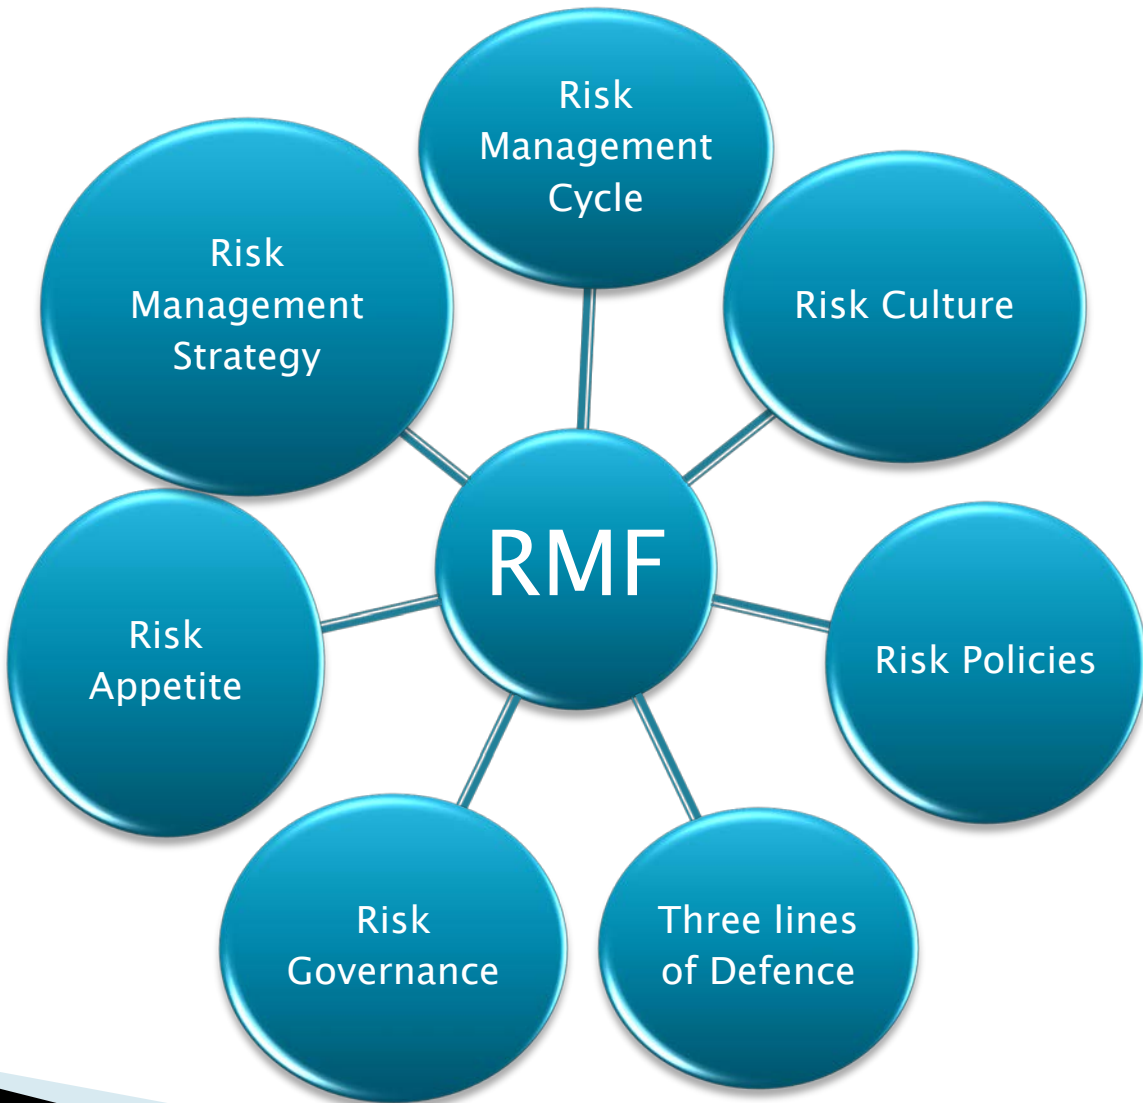 Risk
Management
Cycle
Risk Culture
Risk Policies
Three lines
of Defence
Risk
Governance
Risk
Appetite
Risk
Management
Strategy
RMF